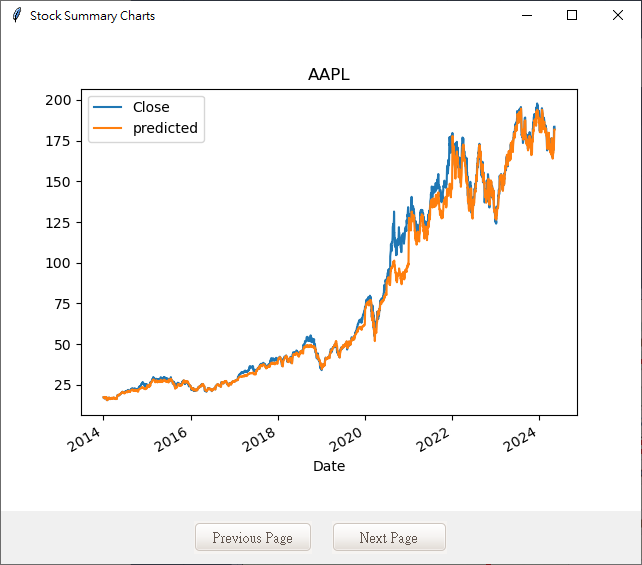 Stock Summary Charts
AAPL
Close
predicted
200
175
150
125
100
75
50
25
2014
2016
2018
2020
2022
2024
Date
Previous Page
Next Page